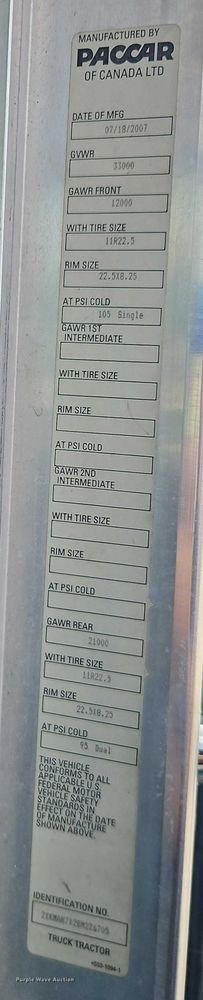 MANUFACTURED BY
PACCAR
OF CANADA LTD
DATE OF MFG
07/18/2007
GVWR
33000
GAWR FRONT
12000
WITH TIRE SIZE
11R22.5
RIM SIZE
22.5X8.25
AT PSI COLD
105 Single
GAWR 1ST
INTERMEDIATE
WITH TIRE SIZE
RIM SIZE
AT PSI COLD
GAWR 2ND
INTERMEDIATE
WITH TIRE SIZE
RIM SIZE
AT PSI COLD
GAWR REAR
21000
WITH TIRE SIZE
11R22.5
RIM SIZE
22.5X8.25
AT PSI COLD
95 Dual
THIS VEHICLE
CONFORMS TO ALL
APPLICABLE U.S.
FEDERAL MOTOR
VEHICLE SAFETY
STANDARDS IN
EFFECT ON THE DATE
OF MANUFACTURE
SHOWN ABOVE.
IDENTIFICATION NO.
TRUCK TRACTOR
Purple Wave Auction